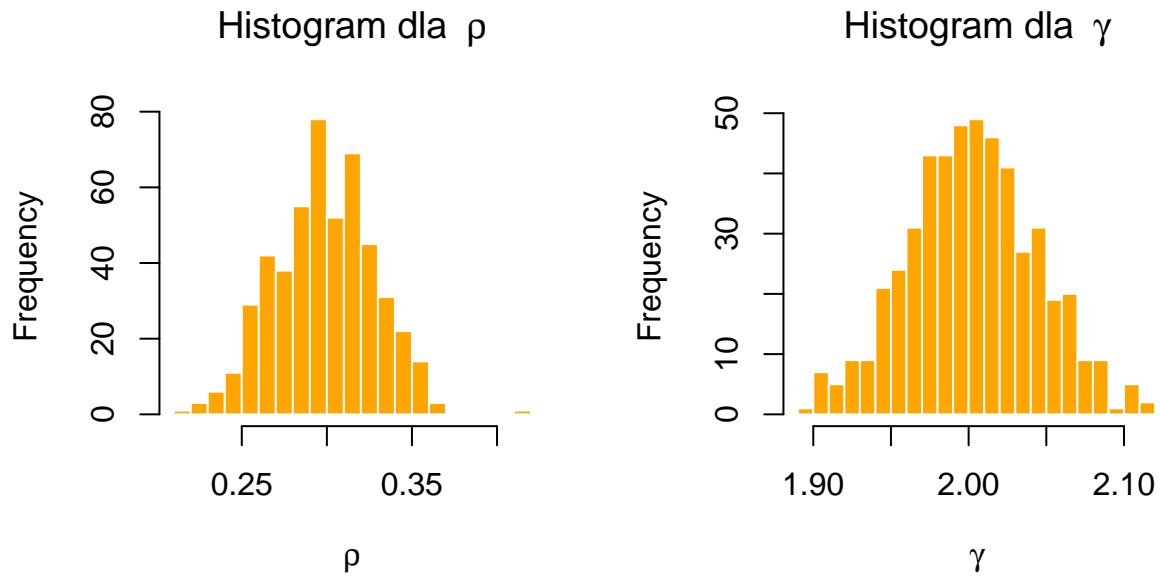 Histogram dla ρ
Frequency
0
20
40
60
80
0.25
0.35
ρ
Histogram dla γ
Frequency
0
10
30
50
1.90
2.00
2.10
γ